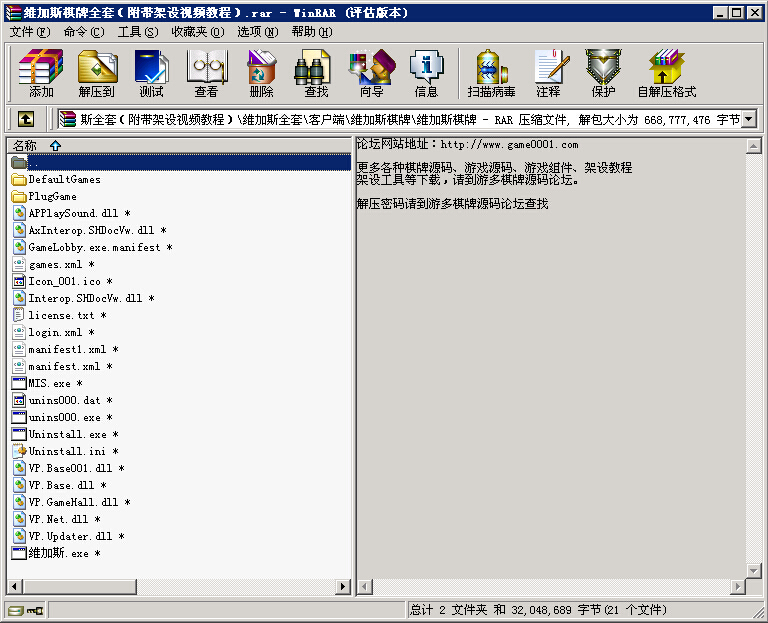 维加斯棋牌全套(附带架设视频教程).rar - WinRAR (评估版本)
文件(F) 命令(C) 工具(S) 收藏夹(O) 选项(N) 帮助(H)
添加 解压到 测试 查看 删除 查找 向导 信息 扫描病毒 注释 保护 自解压格式
斯全套(附带架设视频教程)\维加斯全套\客户端\维加斯棋牌\维加斯棋牌 - RAR 压缩文件, 解包大小为 668,777,476 字节
名称
..
DefaultGames
PlugGame
APPlaySound.dll *
AxInterop.SHDocVw.dll *
GameLobby.exe.manifest *
games.xml *
Icon_001.ico *
Interop.SHDocVw.dll *
license.txt *
login.xml *
manifest1.xml *
manifest.xml *
MIS.exe *
unins000.dat *
unins000.exe *
Uninstall.exe *
Uninstall.ini *
VP.Base001.dll *
VP.Base.dll *
VP.GameHall.dll *
VP.Net.dll *
VP.Updater.dll *
维加斯.exe *
论坛网站地址：http://www.game0001.com
更多各种棋牌源码、游戏源码、游戏组件、架设教程
架设工具等下载，请到游多棋牌源码论坛。
解压密码请到游多棋牌源码论坛查找
总计 2 文件夹 和 32,048,689 字节(21 个文件)